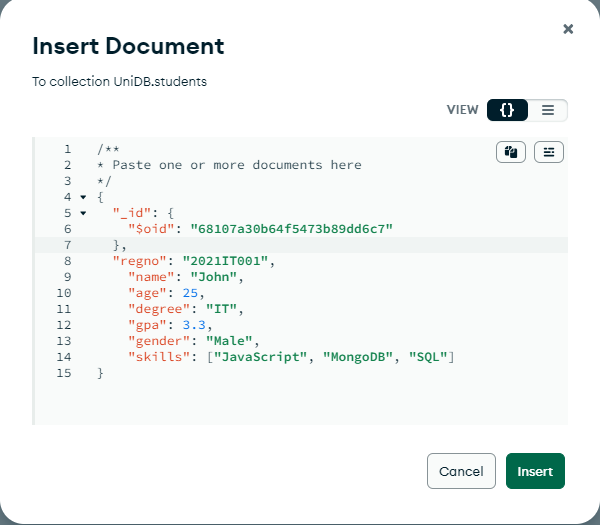 Insert Document
To collection UniDB.students
VIEW {}
1 /**
2 * Paste one or more documents here
3 */
4 {
5 "_id": {
6 "$oid": "68107a30b64f5473b89dd6c7"
7 },
8 "regno": "2021IT001",
9 "name": "John",
10 "age": 25,
11 "degree": "IT",
12 "gpa": 3.3,
13 "gender": "Male",
14 "skills": ["JavaScript", "MongoDB", "SQL"]
15 }
Cancel Insert